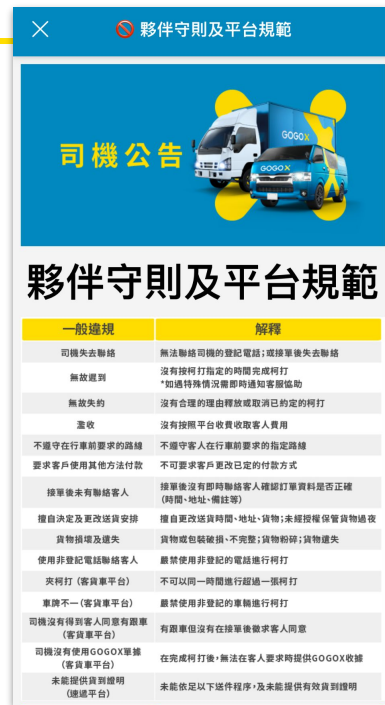 夥伴守則及平台規範
司機公告
GOGOX
GOGOX
夥伴守則及平台規範
一般違規 解釋
司機失去聯絡 無法聯絡司機的登記電話;或接單後失去聯絡
無故遲到 沒有按柯打指定的時間完成柯打
*如遇特殊情況需即時通知客服協助
無故失約 沒有合理的理由釋放或取消已約定的柯打
濫收 沒有按照平台收費收取客人費用
不遵守在行車前要求的路線 不遵守客人在行車前要求的指定路線
要求客戶使用其他方法付款 不可要求客戶更改已定的付款方式
接單後未有聯絡客人 接單後沒有即時聯絡客人確認訂單資料是否正確
(時間、地址、備註等)
擅自決定及更改送貨安排 擅自更改送貨時間、地址、貨物;未經授權保管貨物過夜
貨物損壞及遺失 貨物或包裝破損、不完整;貨物粉碎;貨物遺失
使用非登記電話聯絡客人 嚴禁使用非登記的電話進行柯打
夾柯打 (客貨車平台) 不可以同一時間進行超過一張柯打
車牌不一 (客貨車平台) 嚴禁使用非登記的車輛進行柯打
司機沒有得到客人同意有跟車
(客貨車平台) 有跟車但沒有在接單後徵求客人同意
司機沒有使用GOGOX單據
(客貨車平台) 在完成柯打後,無法在客人要求時提供GOGOX收據
未能提供貨到證明
(速遞平台) 未能依足以下送件程序,及未能提供有效貨到證明